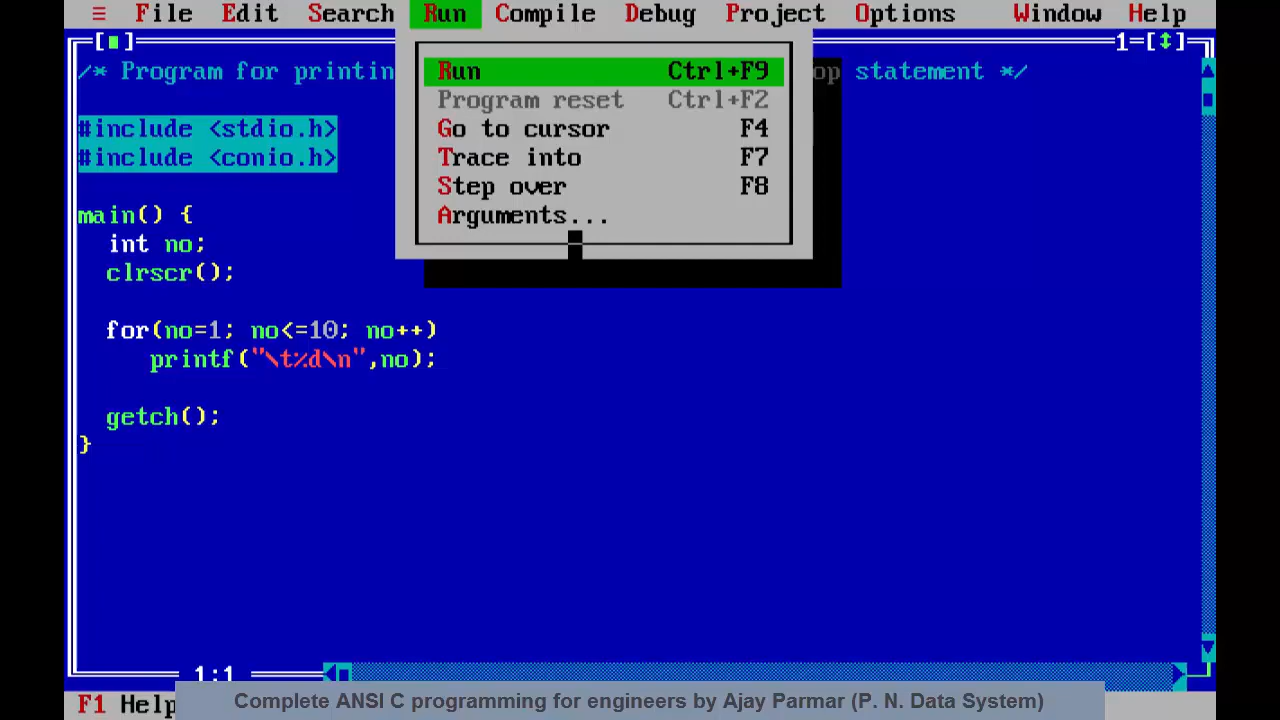 ≡ File Edit Search Run Compile Debug Project Options Window Help
[■] 1=[↕]
/* Program for printin op statement */
Run Ctrl+F9
Program reset Ctrl+F2
Go to cursor F4
Trace into F7
Step over F8
Arguments...
#include <stdio.h>
#include <conio.h>
main() {
int no;
clrscr();
for(no=1; no<=10; no++)
printf("\t%d\n",no);
getch();
}
1:1
F1 Help
Complete ANSI C programming for engineers by Ajay Parmar (P. N. Data System)